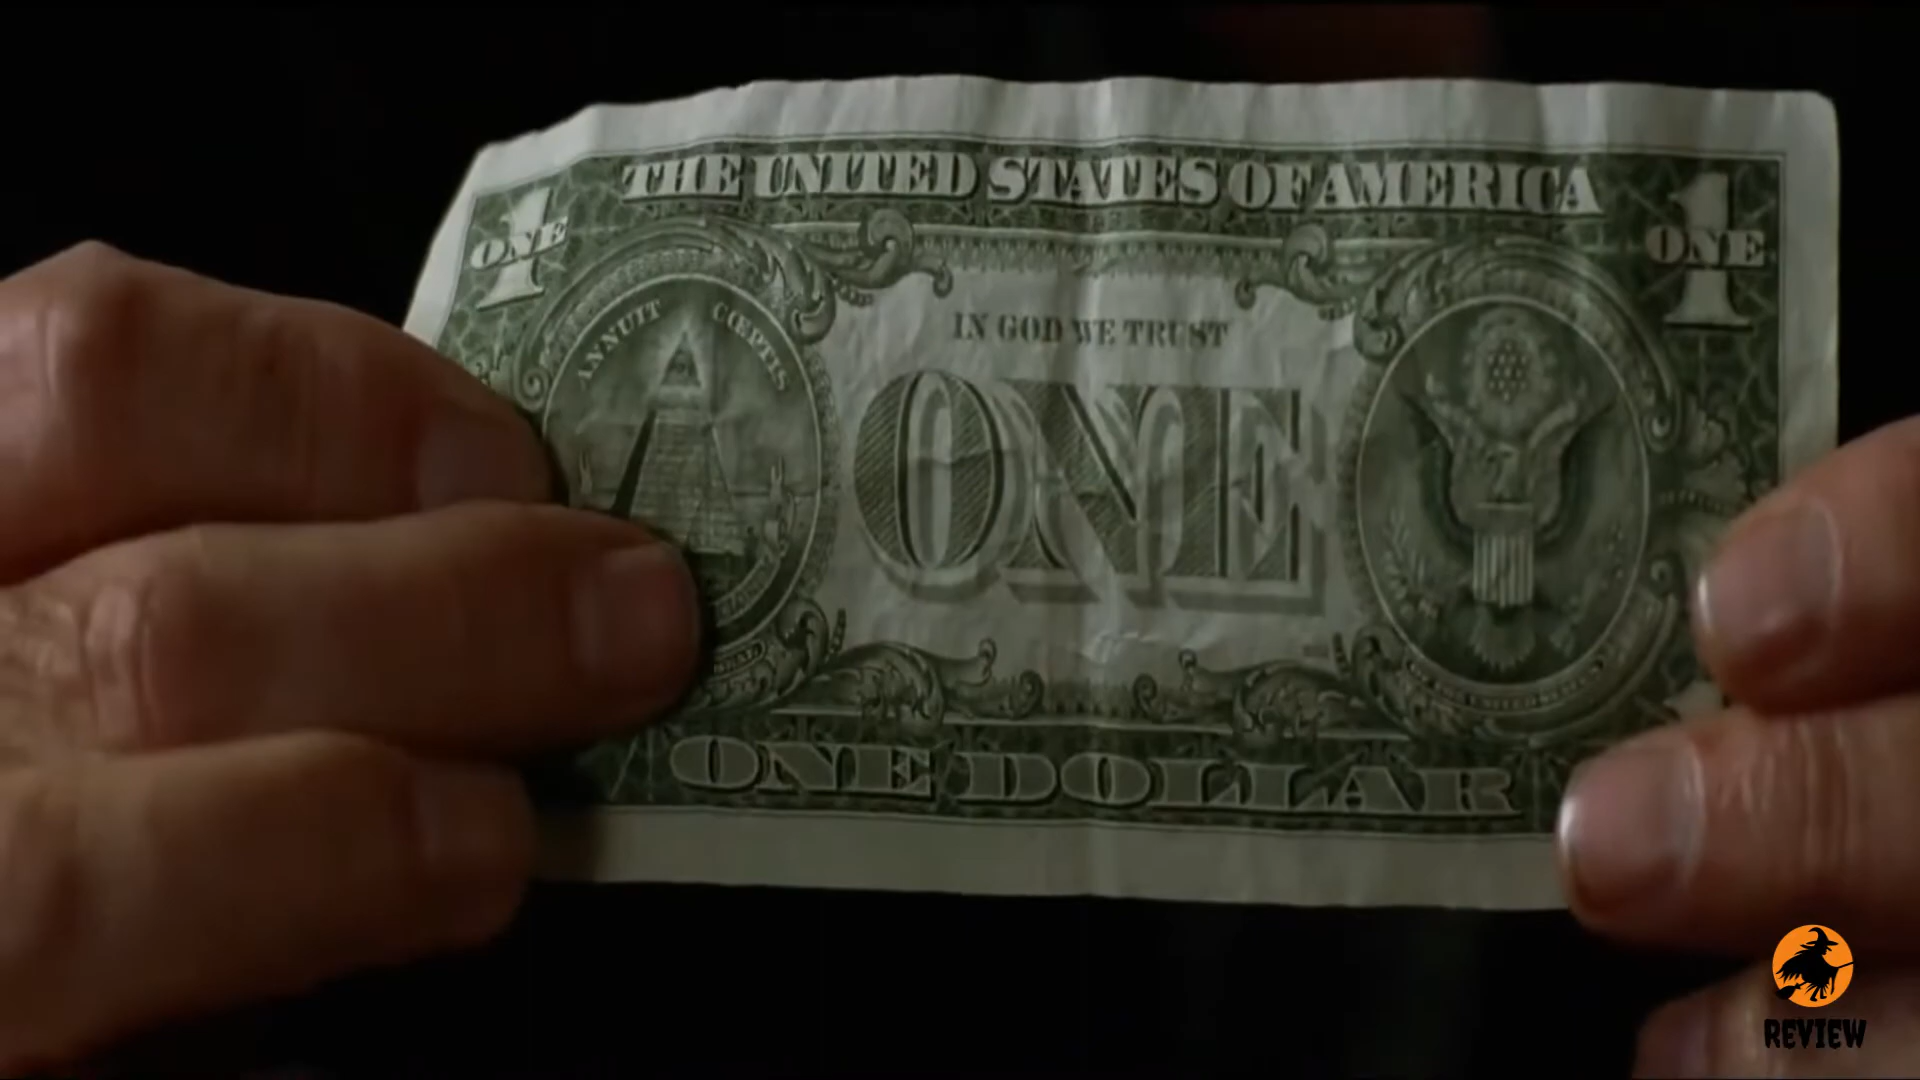 THE UNITED STATES OF AMERICA
1
ONE
1
ONE
ANNUIT CŒPTIS
IN GOD WE TRUST
ONE
ONE DOLLAR
REVIEW